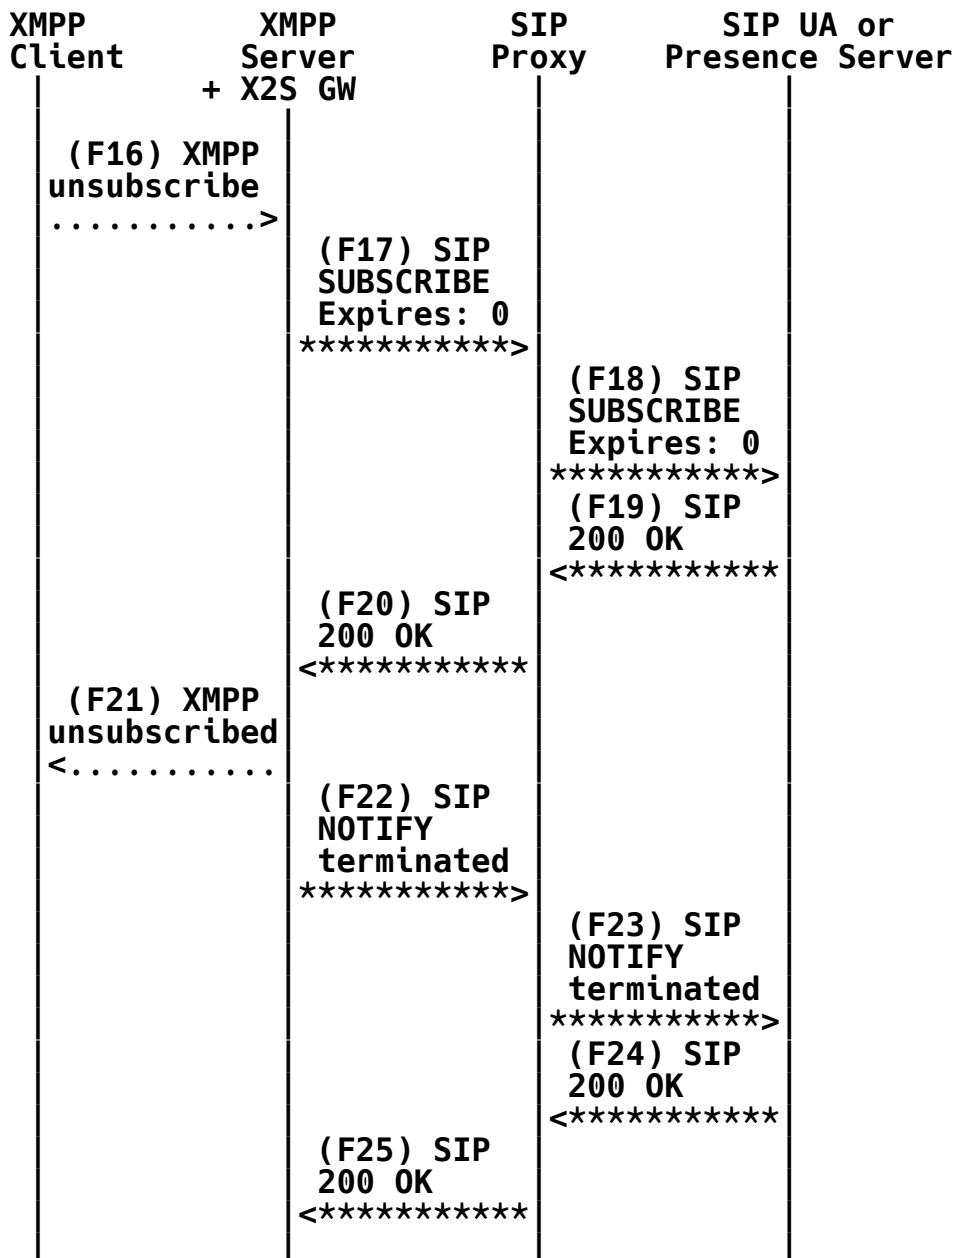 XMPP XMPP SIP SIP UA or
Client Server Proxy Presence Server
+ X2S GW
(F16) XMPP
unsubscribe
...........>
(F17) SIP
SUBSCRIBE
Expires: 0
***********>
(F18) SIP
SUBSCRIBE
Expires: 0
***********>
(F19) SIP
200 OK
<***********
(F20) SIP
200 OK
<***********
(F21) XMPP
unsubscribed
<...........
(F22) SIP
NOTIFY
terminated
***********>
(F23) SIP
NOTIFY
terminated
***********>
(F24) SIP
200 OK
<***********
(F25) SIP
200 OK
<***********